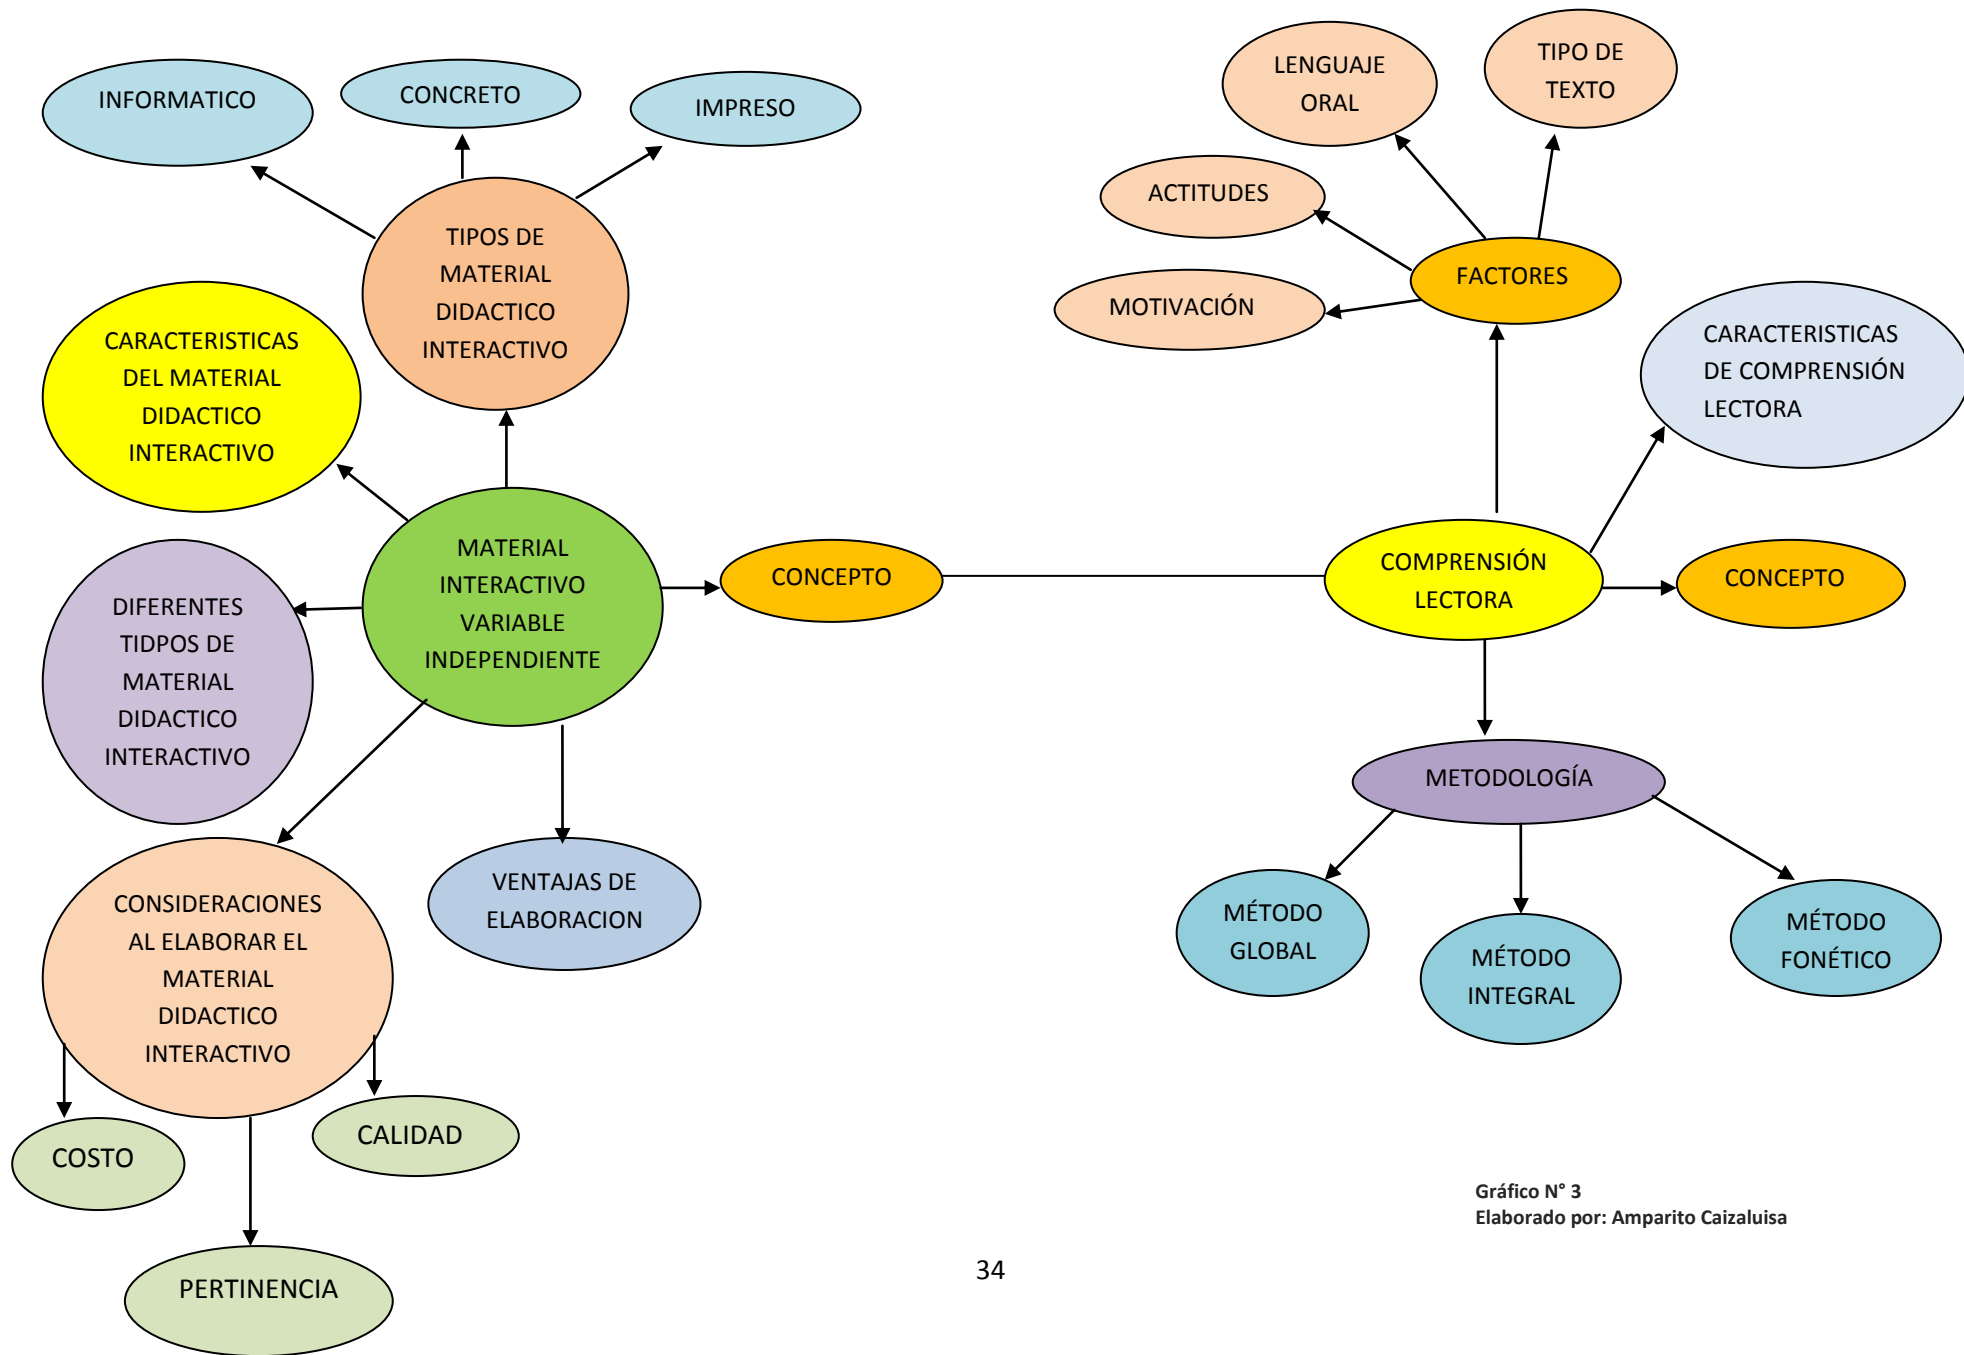 INFORMATICO
CONCRETO
IMPRESO
TIPOS DE
MATERIAL
DIDACTICO
INTERACTIVO
CARACTERISTICAS
DEL MATERIAL
DIDACTICO
INTERACTIVO
MATERIAL
INTERACTIVO
VARIABLE
INDEPENDIENTE
CONCEPTO
DIFERENTES
TIDPOS DE
MATERIAL
DIDACTICO
INTERACTIVO
CONSIDERACIONES
AL ELABORAR EL
MATERIAL
DIDACTICO
INTERACTIVO
VENTAJAS DE
ELABORACION
COSTO
CALIDAD
PERTINENCIA
LENGUAJE
ORAL
TIPO DE
TEXTO
ACTITUDES
MOTIVACIÓN
FACTORES
CARACTERISTICAS
DE COMPRENSIÓN
LECTORA
COMPRENSIÓN
LECTORA
CONCEPTO
METODOLOGÍA
MÉTODO
GLOBAL
MÉTODO
INTEGRAL
MÉTODO
FONÉTICO
Gráfico N° 3
Elaborado por: Amparito Caizaluisa
34